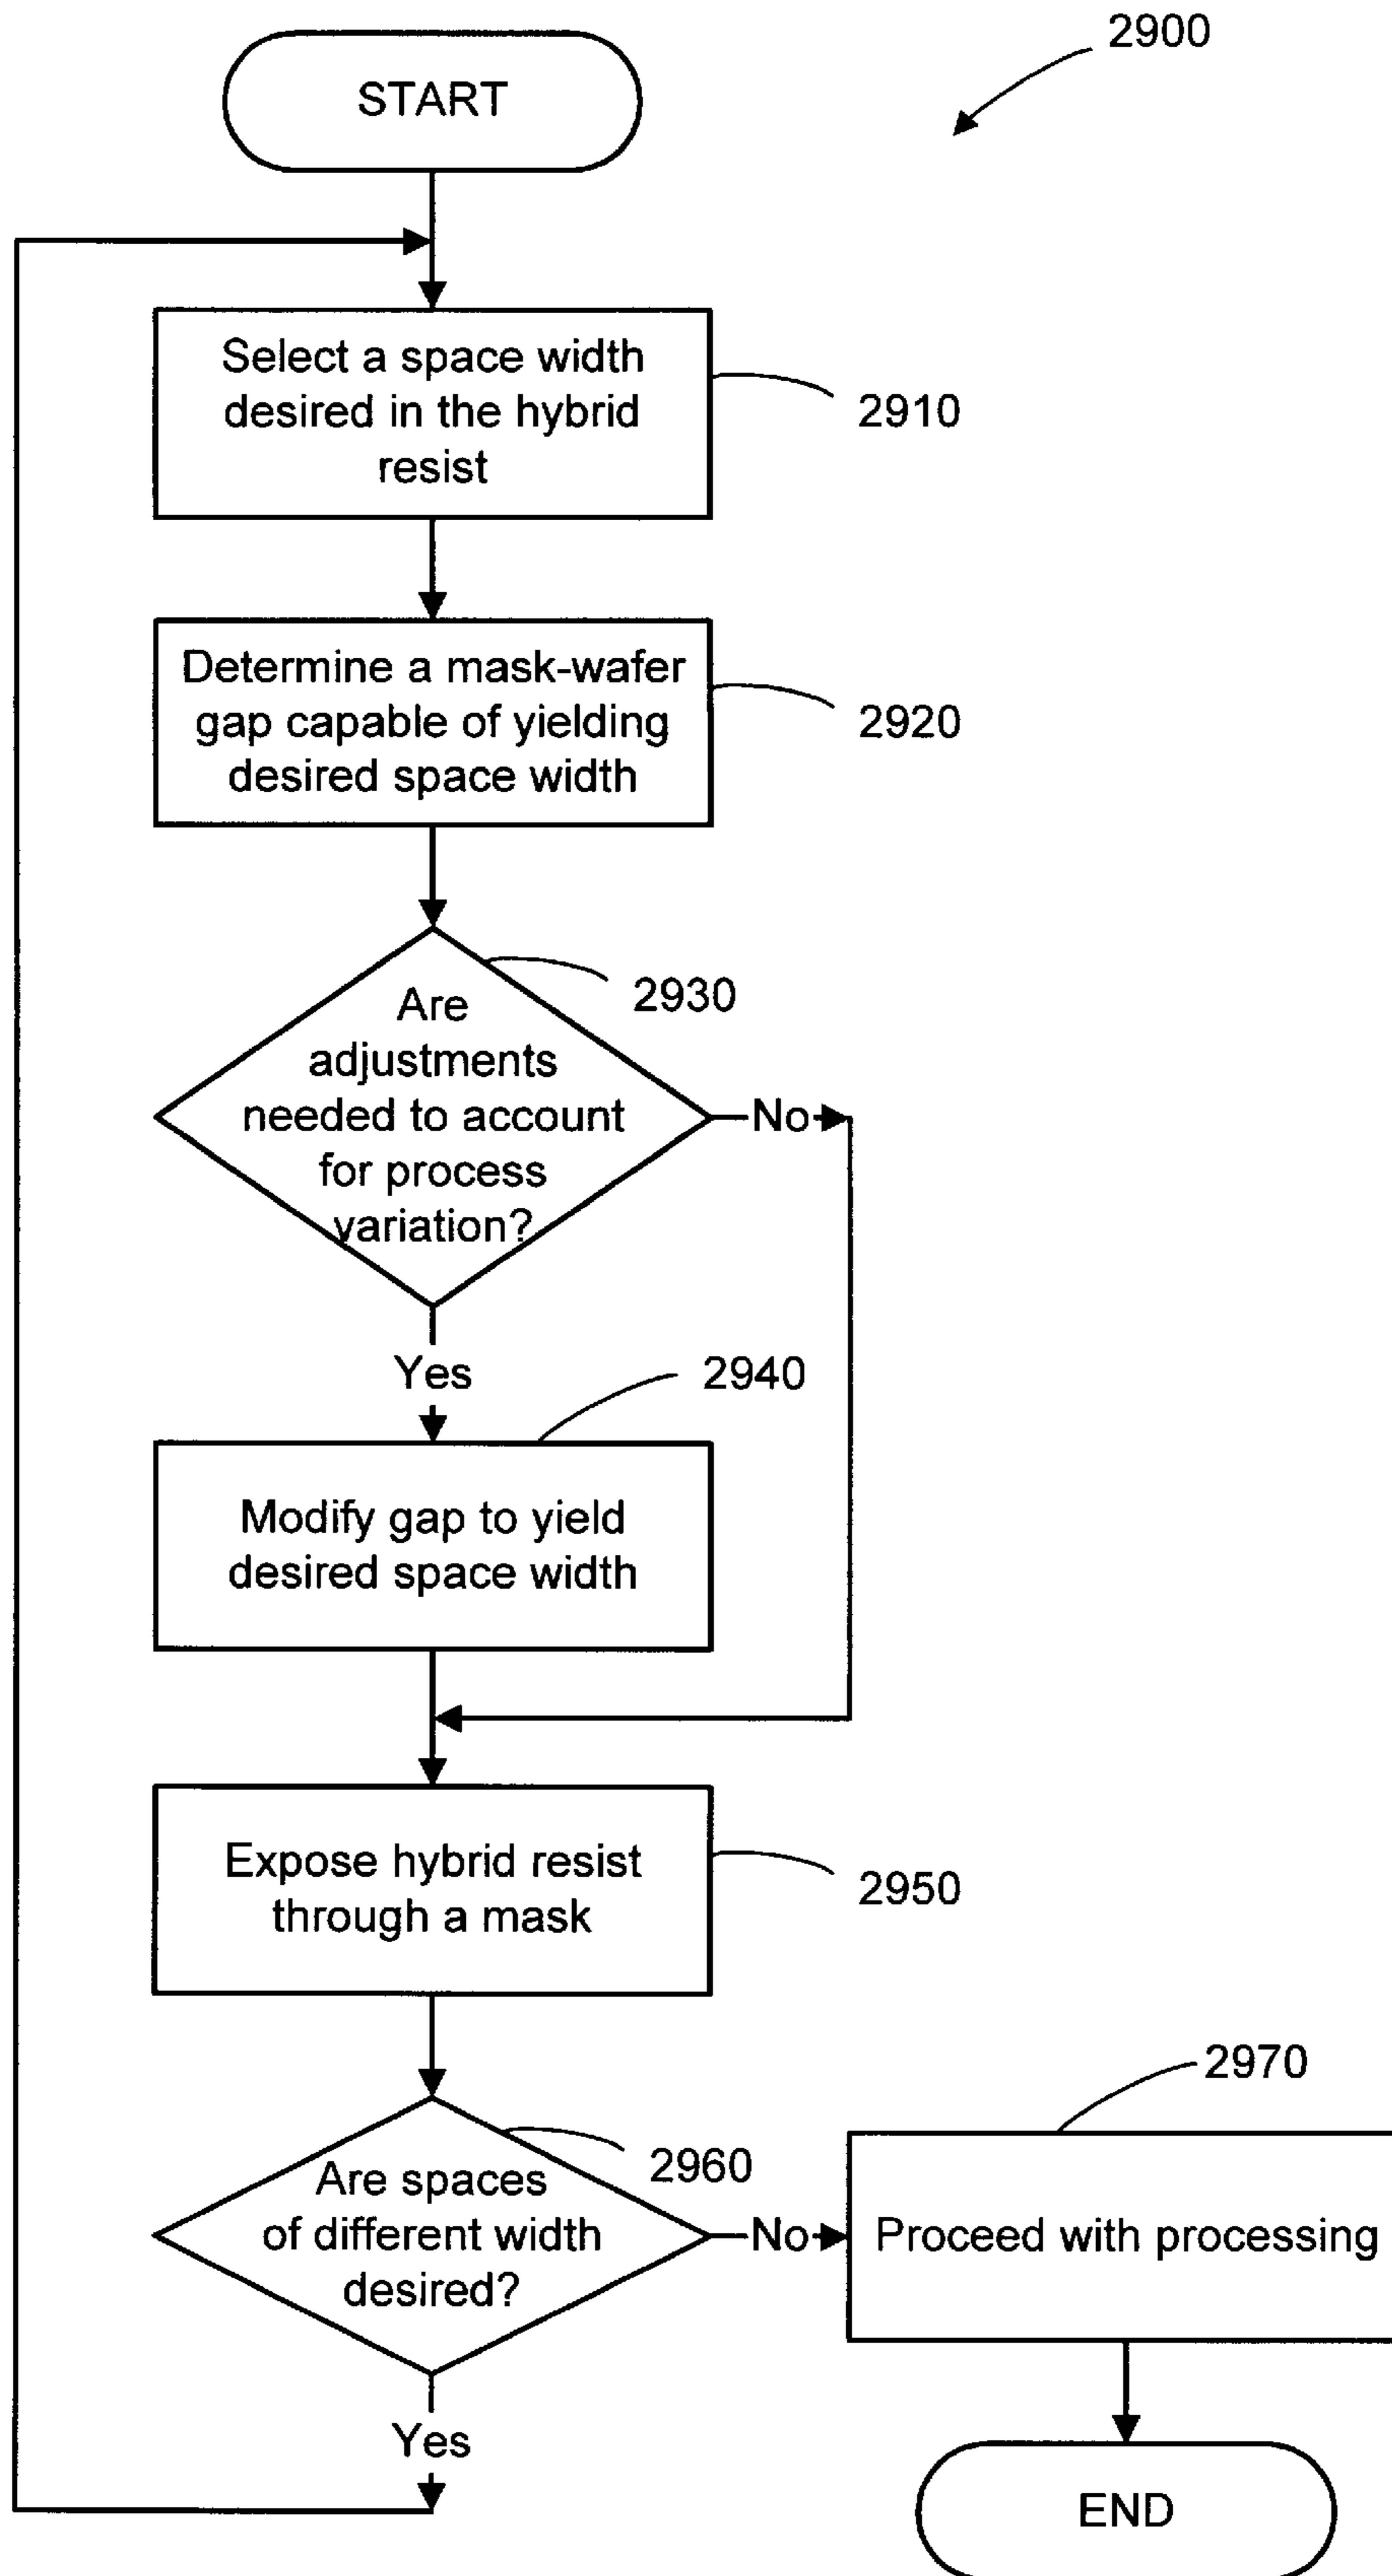 2900
START
Select a space width
desired in the hybrid
resist
2910
Determine a mask-wafer
gap capable of yielding
desired space width
2920
2930
Are
adjustments
needed to account
for process
variation?
No
Yes
2940
Modify gap to yield
desired space width
Expose hybrid resist
through a mask
2950
2960
Are spaces
of different width
desired?
No
2970
Proceed with processing
Yes
END